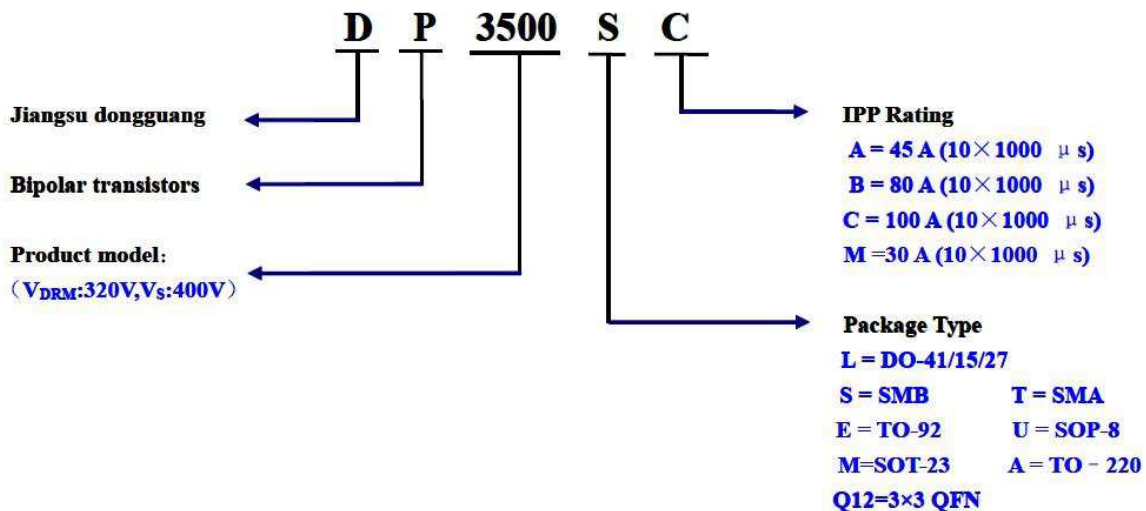 D P 3500 S C
Jiangsu dongguang
Bipolar transistors
Product model:
（VDRM:320V,VS:400V）
IPP Rating
A = 45 A (10×1000 μ s)
B = 80 A (10×1000 μ s)
C = 100 A (10×1000 μ s)
M =30 A (10×1000 μ s)
Package Type
L = DO-41/15/27
S = SMB T = SMA
E = TO-92 U = SOP-8
M=SOT-23 A = TO - 220
Q12=3×3 QFN